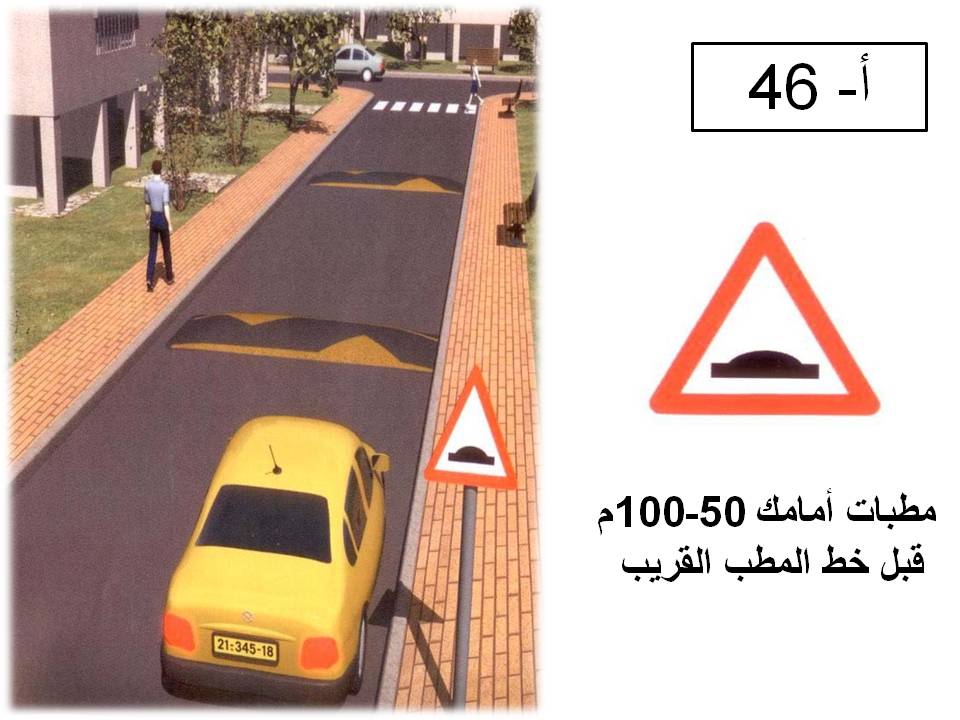 أ- 46
مطبات أمامك 50-100م
قبل خط المطب القريب
21-345-18